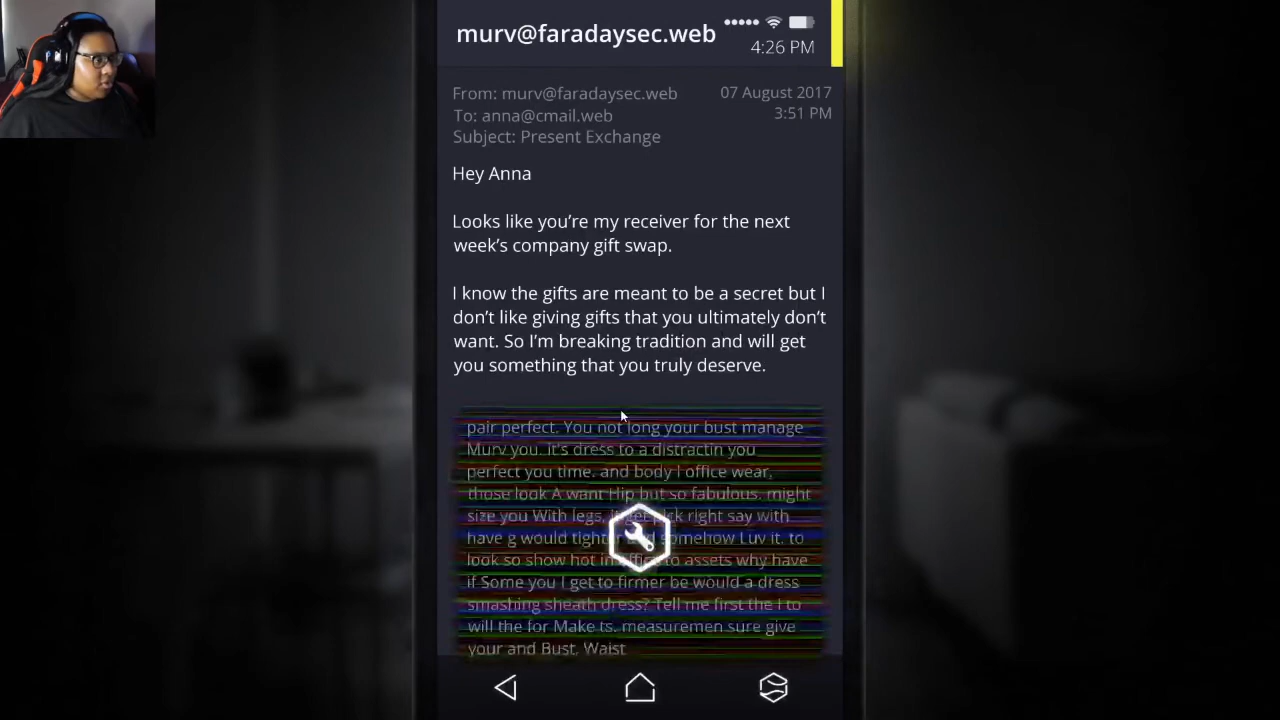 murv@faradaysec.web
4:26 PM
From: murv@faradaysec.web
07 August 2017
To: anna@cmail.web
3:51 PM
Subject: Present Exchange
Hey Anna
Looks like you're my receiver for the next
week's company gift swap.
I know the gifts are meant to be a secret but I
don't like giving gifts that you ultimately don't
want. So I'm breaking tradition and will get
you something that you truly deserve.
pair perfect. You not long your bust manage
Murv you. it's dress to a distractin you
perfect you time. and body I office wear,
those look A want Hip but so fabulous. might
size you With legs, pick right say with
have g would tighter somehow Luv it. to
look so show hot in to assets why have
if Some you I get to firmer be would a dress
smashing sheath dress? Tell me first the I to
will the for Make ts. measuremen sure give
your and Bust, Waist